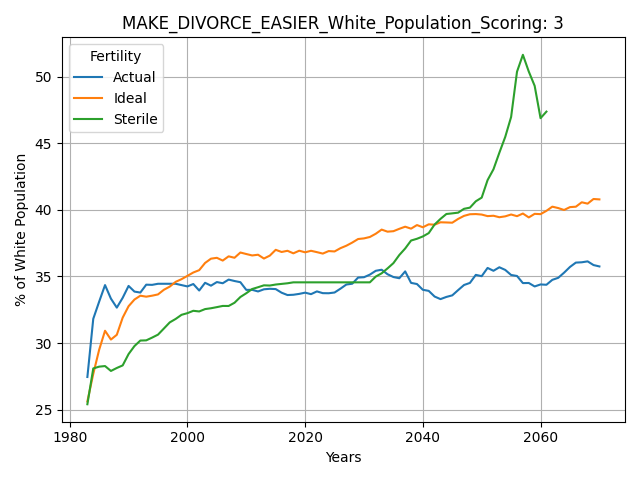 MAKE_DIVORCE_EASIER_White_Population_Scoring: 3
Fertility
Actual
Ideal
Sterile
% of White Population
50
45
40
35
30
25
1980
2000
2020
2040
2060
Years